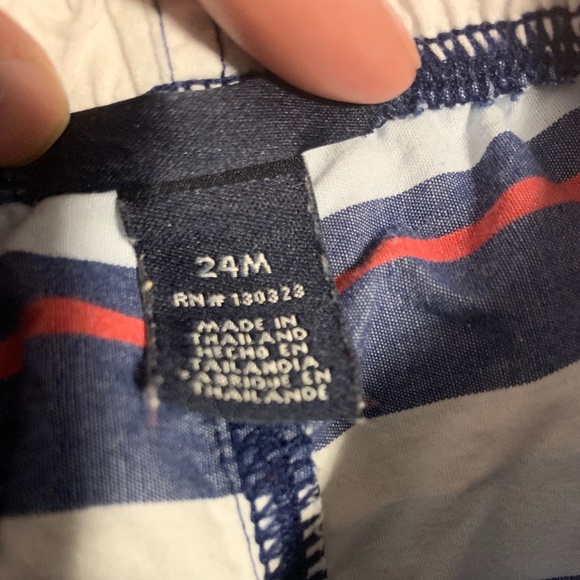 24M
RN# 130323
MADE IN
THAILAND
HECHO EN
TAILANDIA
FABRIQUE EN
THAILANDE